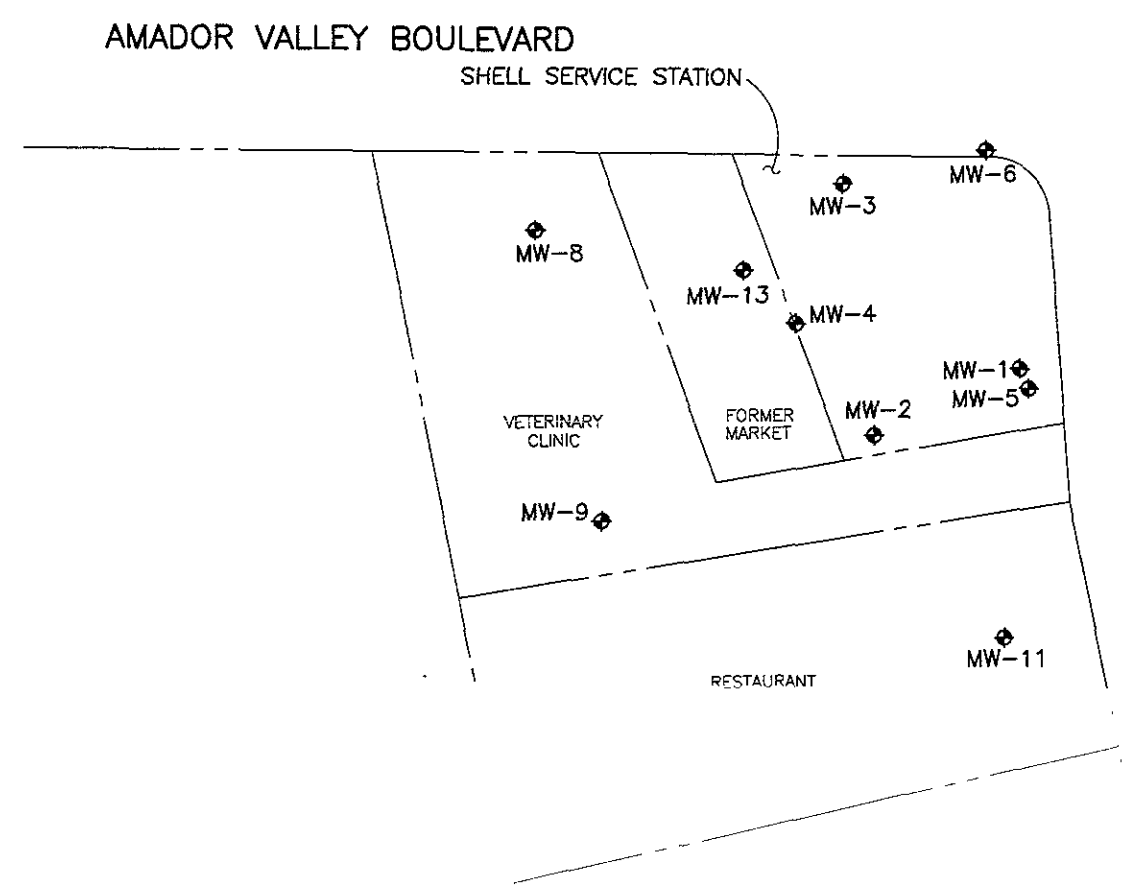 AMADOR VALLEY BOULEVARD
SHELL SERVICE STATION
MW-6
MW-3
MW-8
MW-13
MW-4
MW-1
MW-5
MW-2
VETERINARY
CLINIC
FORMER
MARKET
MW-9
MW-11
RESTAURANT